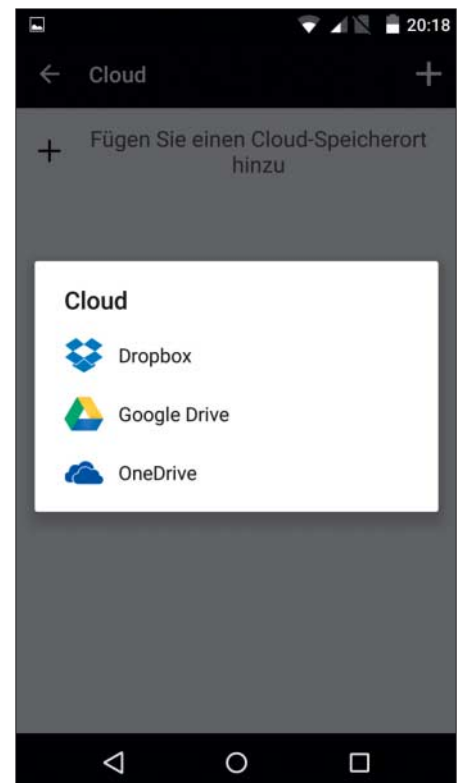 20:18
Cloud
Fügen Sie einen Cloud-Speicherort
hinzu
Cloud
Dropbox
Google Drive
OneDrive